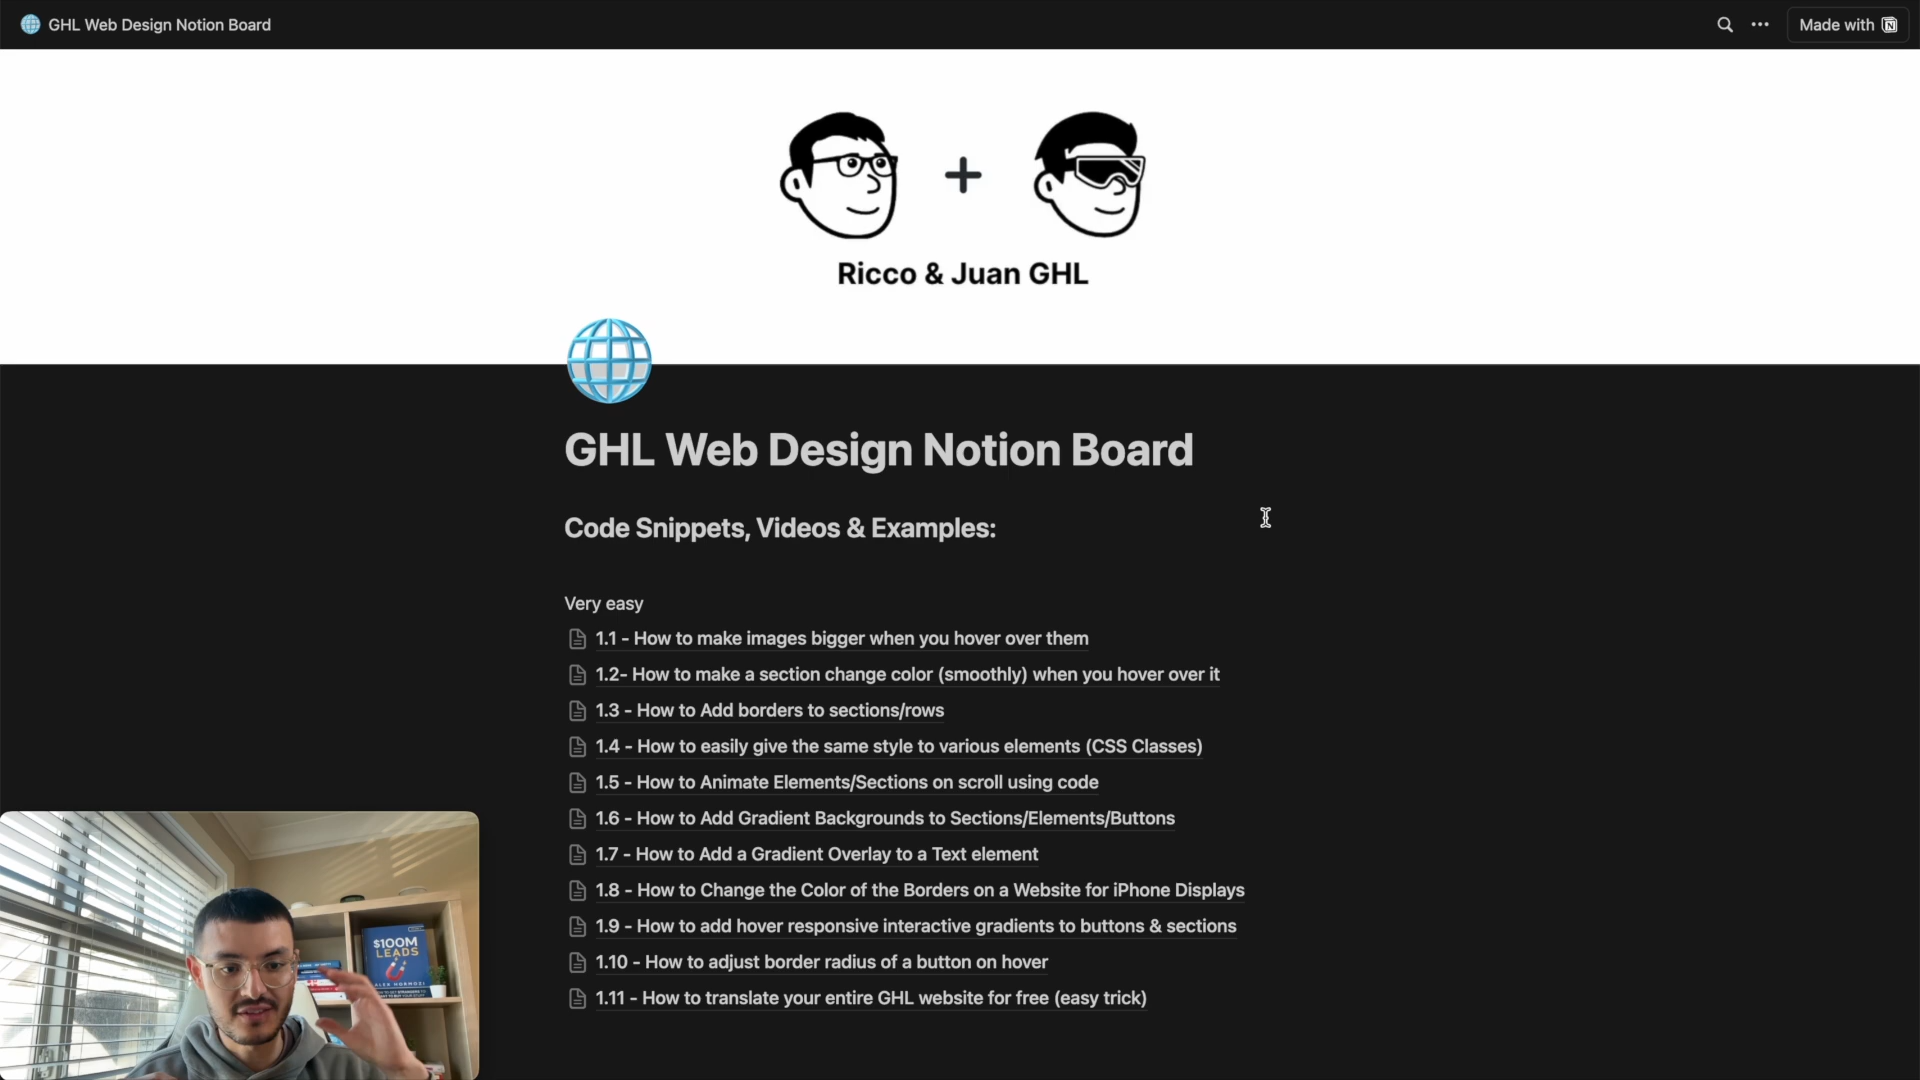 GHL Web Design Notion Board
Made with
Ricco & Juan GHL
GHL Web Design Notion Board
Code Snippets, Videos & Examples:
Very easy
1.1 - How to make images bigger when you hover over them
1.2- How to make a section change color (smoothly) when you hover over it
1.3 - How to Add borders to sections/rows
1.4 - How to easily give the same style to various elements (CSS Classes)
1.5 - How to Animate Elements/Sections on scroll using code
1.6 - How to Add Gradient Backgrounds to Sections/Elements/Buttons
1.7 - How to Add a Gradient Overlay to a Text element
1.8 - How to Change the Color of the Borders on a Website for iPhone Displays
1.9 - How to add hover responsive interactive gradients to buttons & sections
1.10 - How to adjust border radius of a button on hover
1.11 - How to translate your entire GHL website for free (easy trick)
$100M
LEADS
ALEX HORMOZI